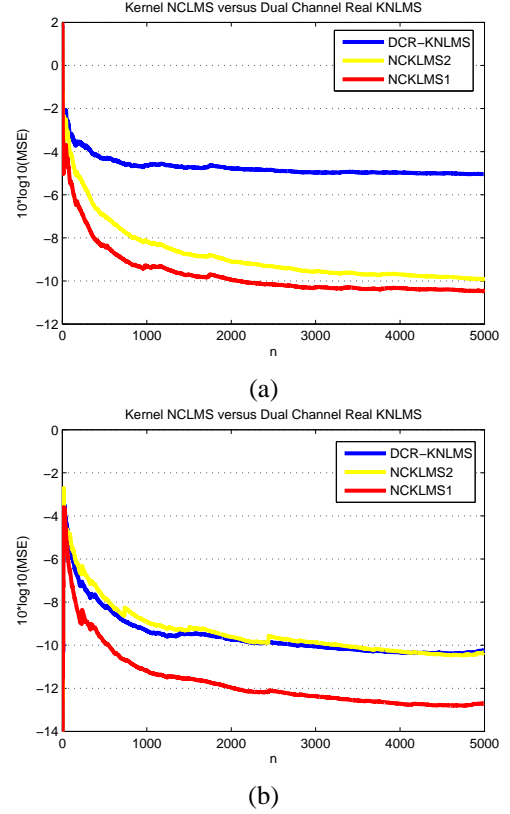 Kernel NCLMS versus Dual Channel Real KNLMS
2
0
−2
−4
−6
−8
−10
−12
10*log10(MSE)
DCR−KNLMS
NCKLMS2
NCKLMS1
0 1000 2000 3000 4000 5000
n
(a)
Kernel NCLMS versus Dual Channel Real KNLMS
0
−2
−4
−6
−8
−10
−12
−14
10*log10(MSE)
DCR−KNLMS
NCKLMS2
NCKLMS1
0 1000 2000 3000 4000 5000
n
(b)